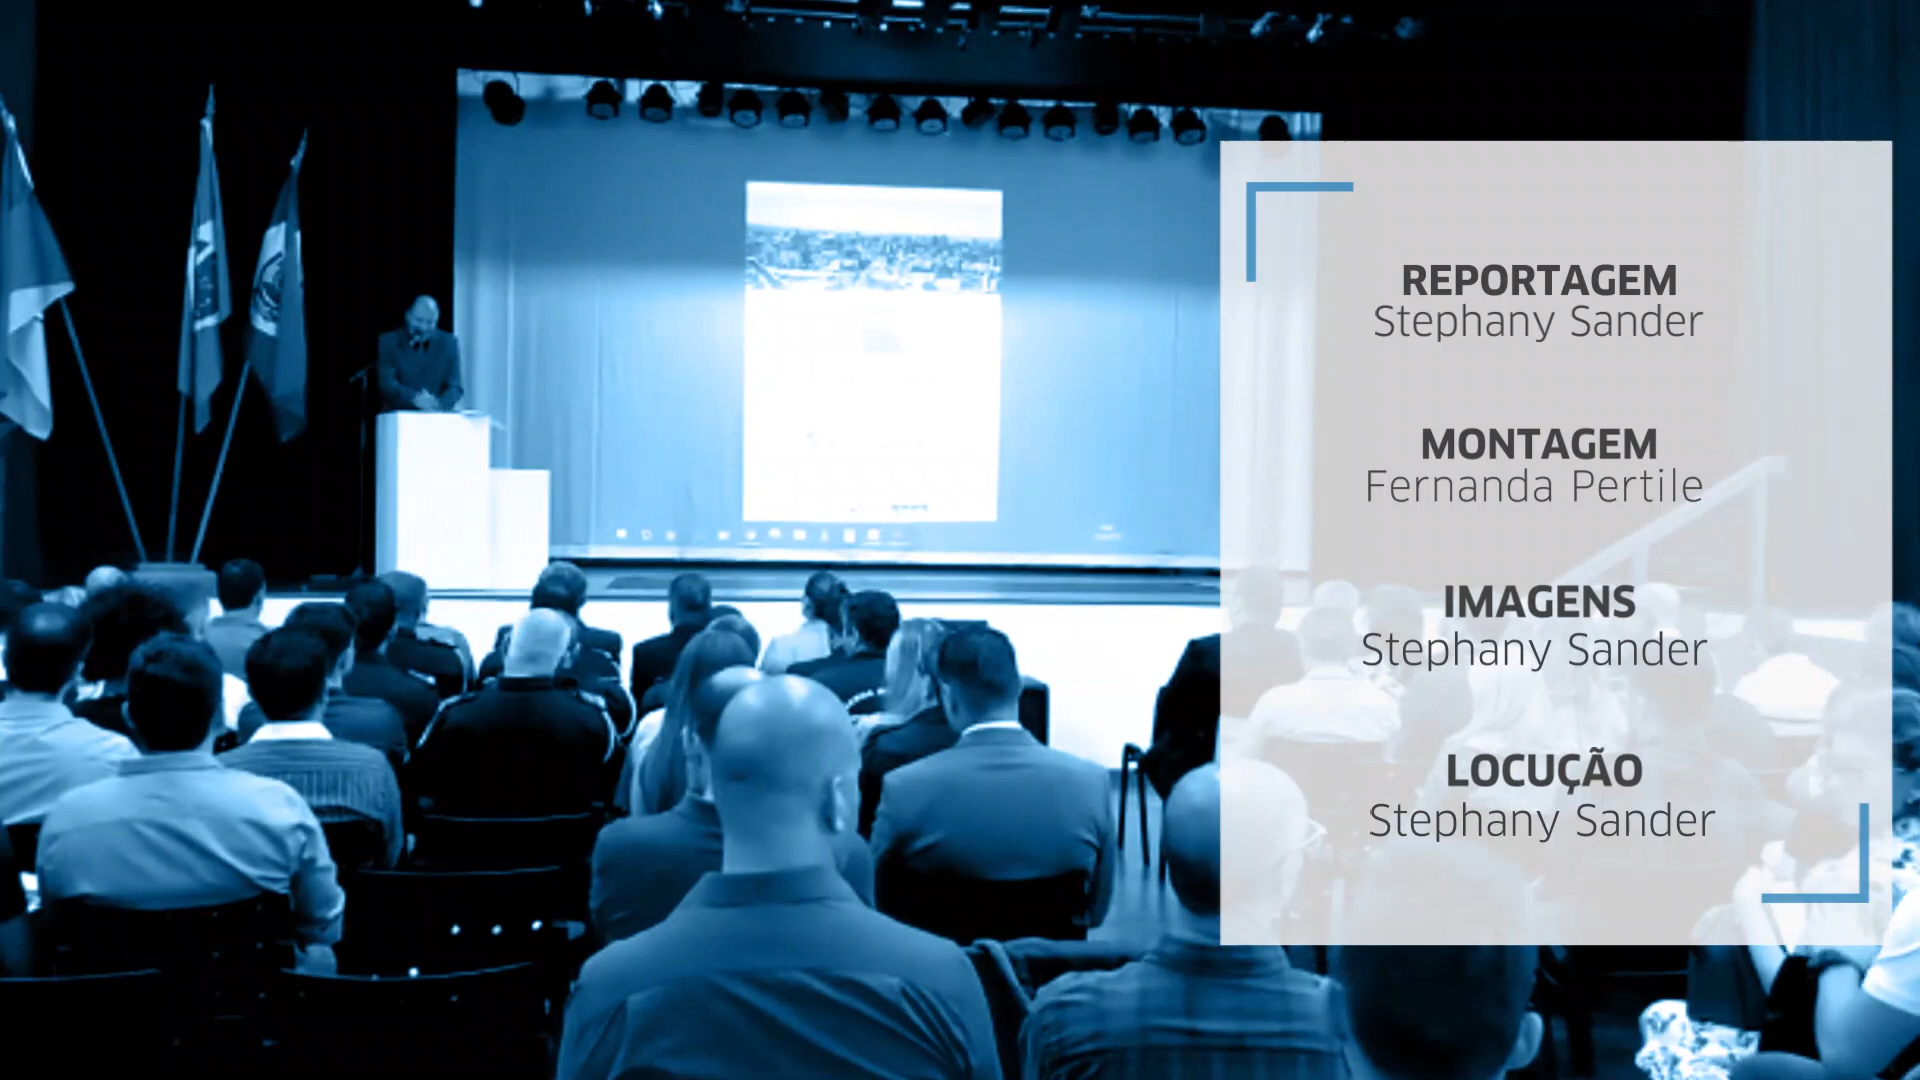 REPORTAGEM
Stephany Sander
MONTAGEM
Fernanda Pertile
IMAGENS
Stephany Sander
LOCUÇÃO
Stephany Sander